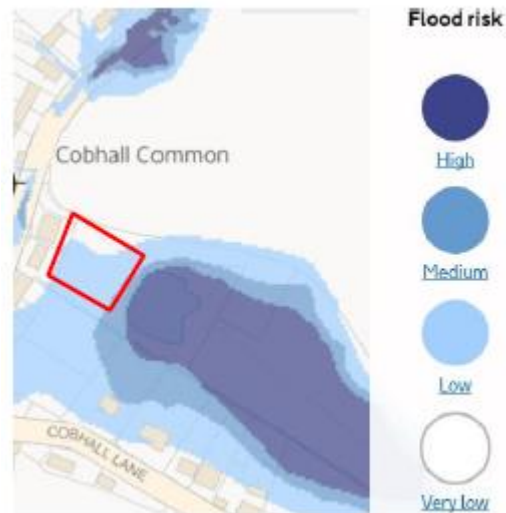 Flood risk
Cobhall Common
High
Medium
Low
COBHALL LANE
Very low